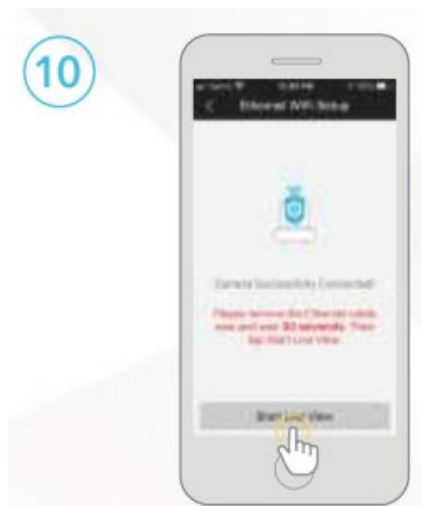 10
Ethernet WiFi Setup
Camera Successfully Connected!
Please remove the Ethernet cable
now and wait 30 seconds. Then
tap Start Live View
Start Live View